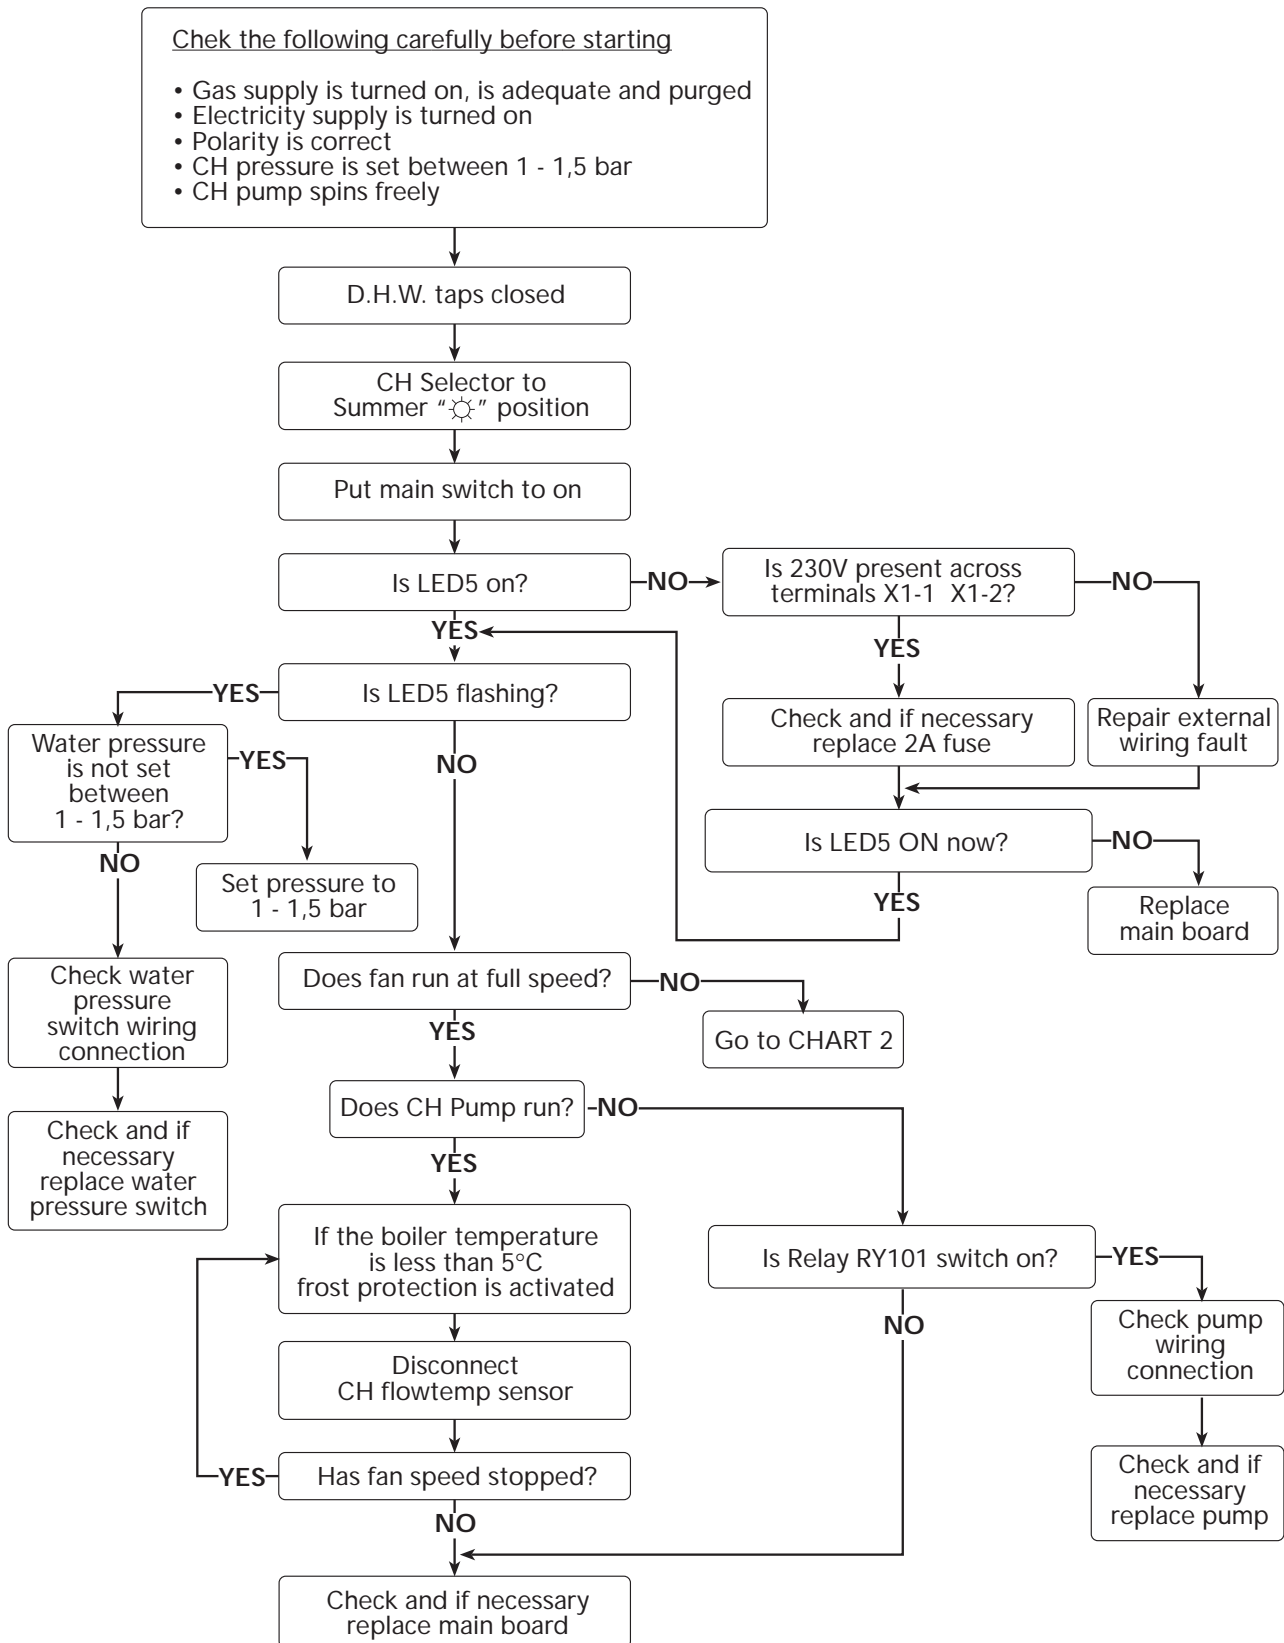 Chek the following carefully before starting
• Gas supply is turned on, is adequate and purged
• Electricity supply is turned on
• Polarity is correct
• CH pressure is set between 1 - 1,5 bar
• CH pump spins freely
D.H.W. taps closed
CH Selector to
Summer “☼” position
Put main switch to on
Is LED5 on?
NO
Is 230V present across
terminals X1-1 X1-2?
NO
YES
YES
Is LED5 flashing?
YES
Check and if necessary
replace 2A fuse
Repair external
wiring fault
Water pressure
is not set
between
1 - 1,5 bar?
YES
NO
Is LED5 ON now?
NO
NO
Set pressure to
1 - 1,5 bar
YES
Replace
main board
Check water
pressure
switch wiring
connection
Does fan run at full speed?
NO
YES
Go to CHART 2
Does CH Pump run?
NO
Check and if
necessary
replace water
pressure switch
YES
If the boiler temperature
is less than 5°C
frost protection is activated
Is Relay RY101 switch on?
YES
NO
Check pump
wiring
connection
Disconnect
CH flowtemp sensor
YES
Has fan speed stopped?
Check and if
necessary
replace pump
NO
Check and if necessary
replace main board